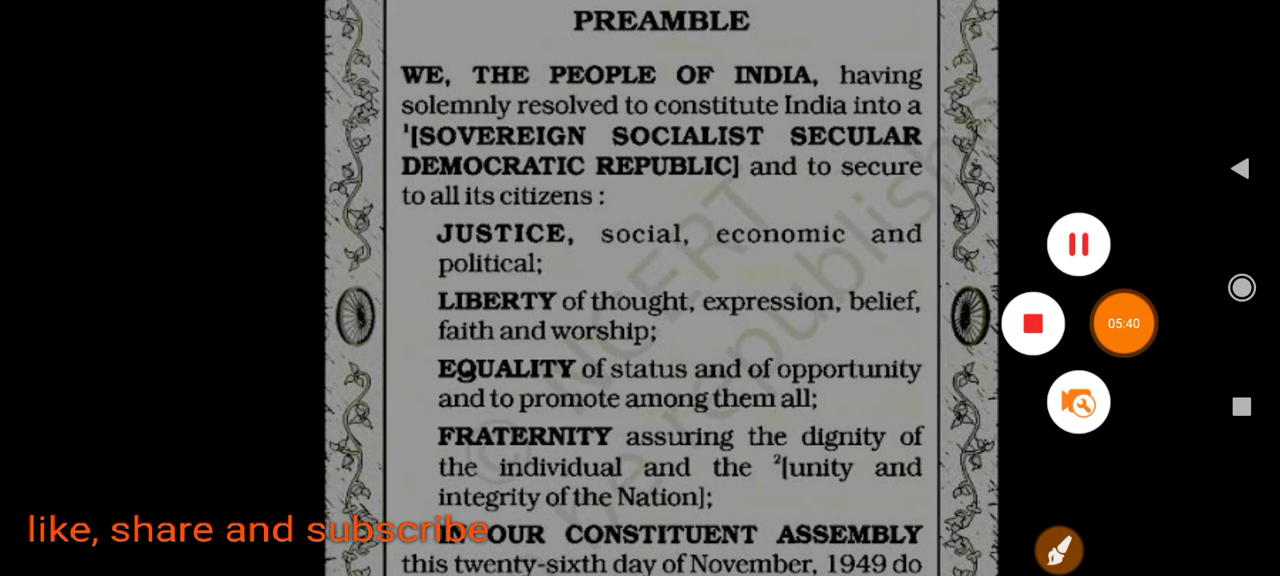 PREAMBLE
WE, THE PEOPLE OF INDIA, having
solemnly resolved to constitute India into a
¹[SOVEREIGN SOCIALIST SECULAR
DEMOCRATIC REPUBLIC] and to secure
to all its citizens :
JUSTICE, social, economic and
political;
LIBERTY of thought, expression, belief,
faith and worship;
EQUALITY of status and of opportunity
and to promote among them all;
FRATERNITY assuring the dignity of
the individual and the ²[unity and
integrity of the Nation];
OUR CONSTITUENT ASSEMBLY
this twenty-sixth day of November, 1949 do
like, share and subscribe
05:40
© NCERT
republish